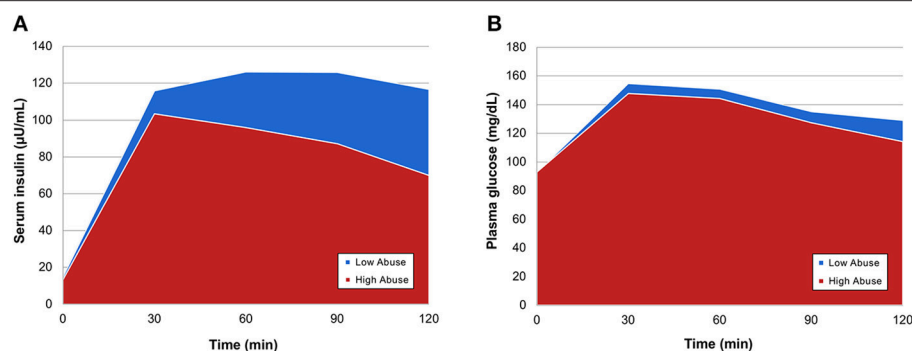 A
140
120
100
80
60
40
20
0
Serum insulin (µU/mL)
Low Abuse
High Abuse
0 30 60 90 120
Time (min)
B
180
160
140
120
100
80
60
40
20
0
Plasma glucose (mg/dL)
Low Abuse
High Abuse
0 30 60 90 120
Time (min)